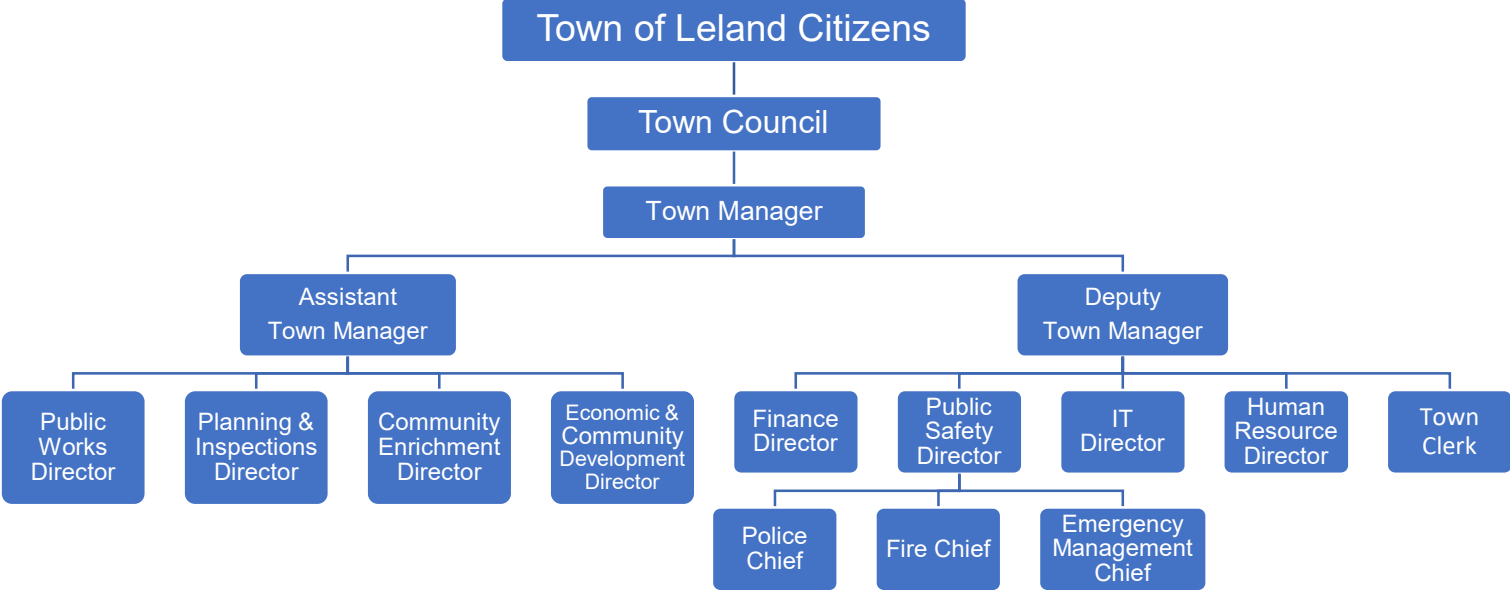 Town of Leland Citizens
Town Council
Town Manager
Assistant
Town Manager
Deputy
Town Manager
Public
Works
Director
Planning &
Inspections
Director
Community
Enrichment
Director
Economic &
Community
Development
Director
Finance
Director
Public
Safety
Director
IT
Director
Human
Resource
Director
Town
Clerk
Police
Chief
Fire Chief
Emergency
Management
Chief